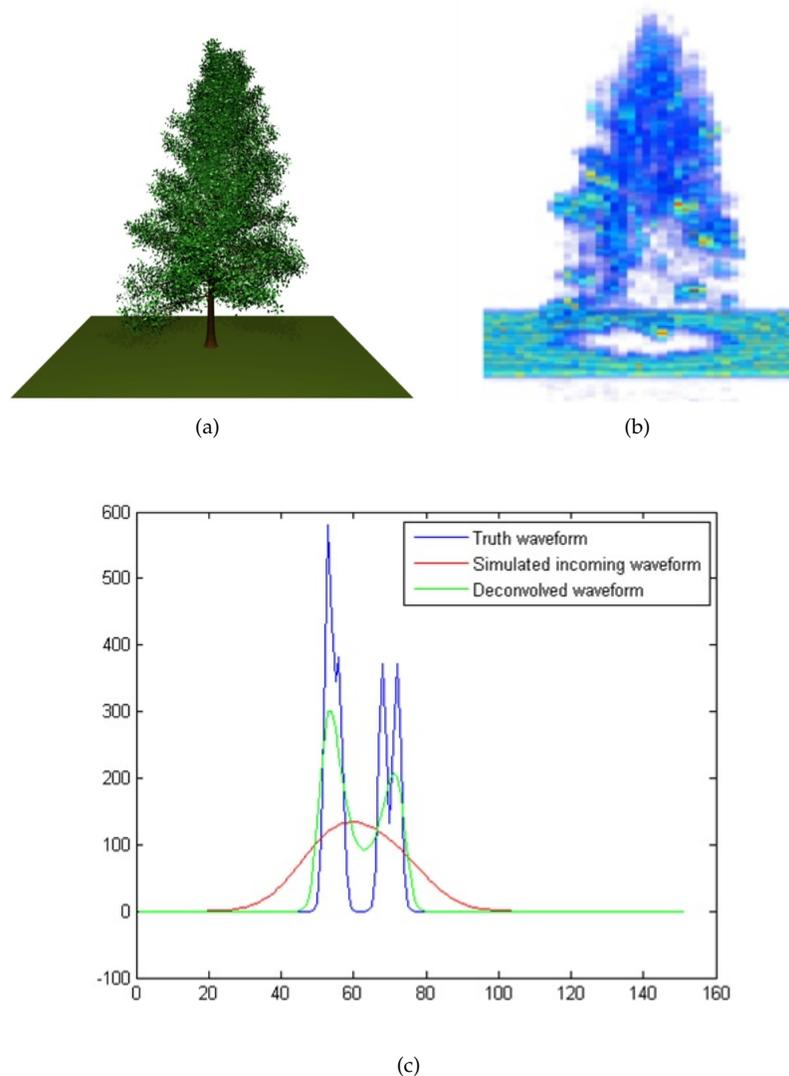 (a)
(b)
600
500
400
300
200
100
0
-100
0 20 40 60 80 100 120 140 160
Truth waveform
Simulated incoming waveform
Deconvolved waveform
(c)